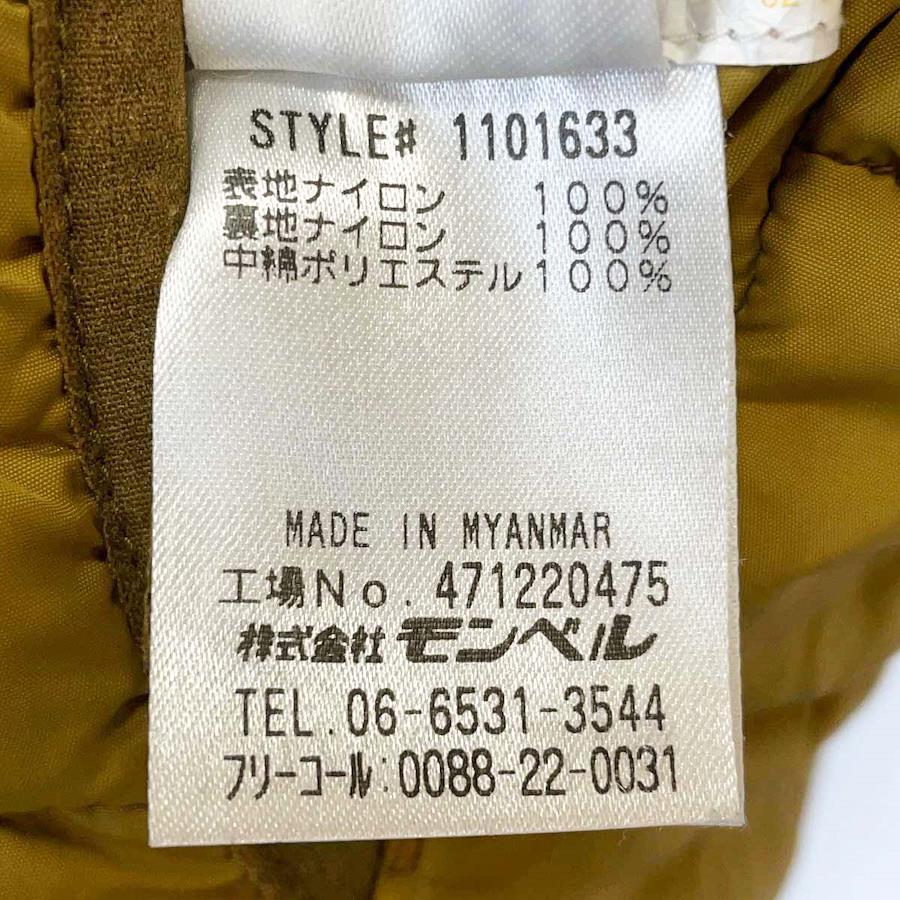 STYLE# 1101633
表地ナイロン 100%
裏地ナイロン 100%
中綿ポリエステル100%
MADE IN MYANMAR
工場No.471220475
株式会社モンベル
TEL.06-6531-3544
フリーコール:0088-22-0031